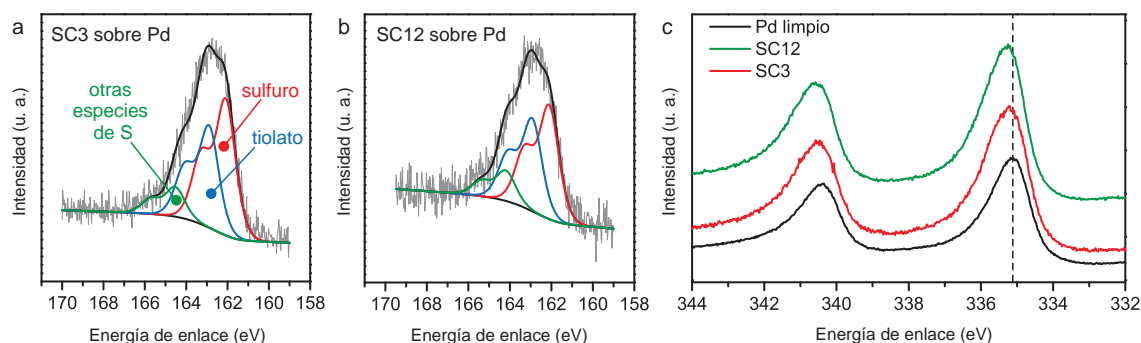 a
SC3 sobre Pd
otras
especies
de S
sulfuro
tiolato
Intensidad (u. a.)
170 168 166 164 162 160 158
Energía de enlace (eV)
b
SC12 sobre Pd
Intensidad (u. a.)
170 168 166 164 162 160 158
Energía de enlace (eV)
c
Pd limpio
SC12
SC3
Intensidad (u. a.)
344 342 340 338 336 334 332
Energía de enlace (eV)